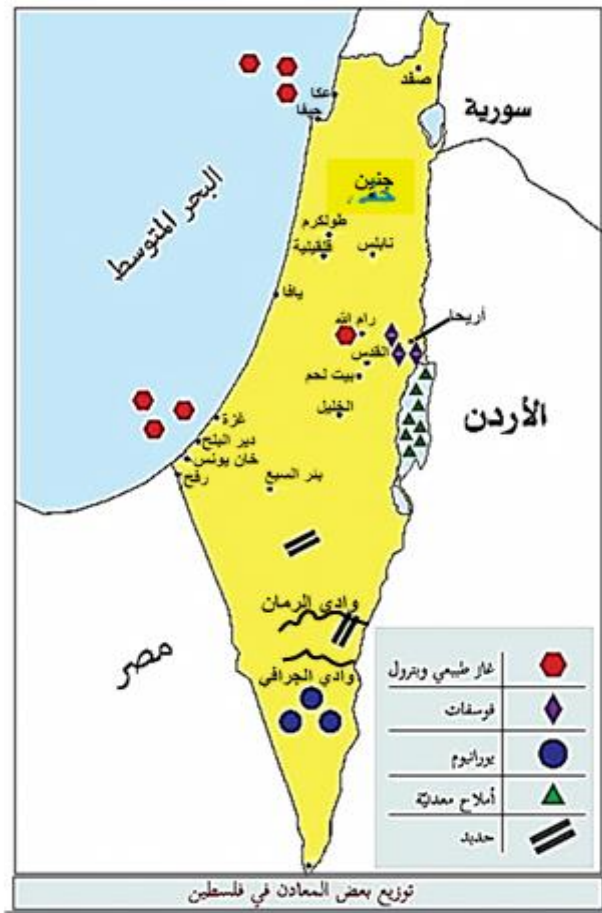 صفد
عكا
حيفا
سورية
جنين
البحر المتوسط
طولكرم
قلقيلية
نابلس
يافا
أريحا
رام الله
القدس
بيت لحم
الخليل
الأردن
غزة
دير البلح
خان يونس
رفح
بئر السبع
وادي الرمان
مصر
وادي الجرافي
غاز طبيعي وبترول
فوسفات
يورانيوم
أملاح معدنيّة
حديد
توزيع بعض المعادن في فلسطين